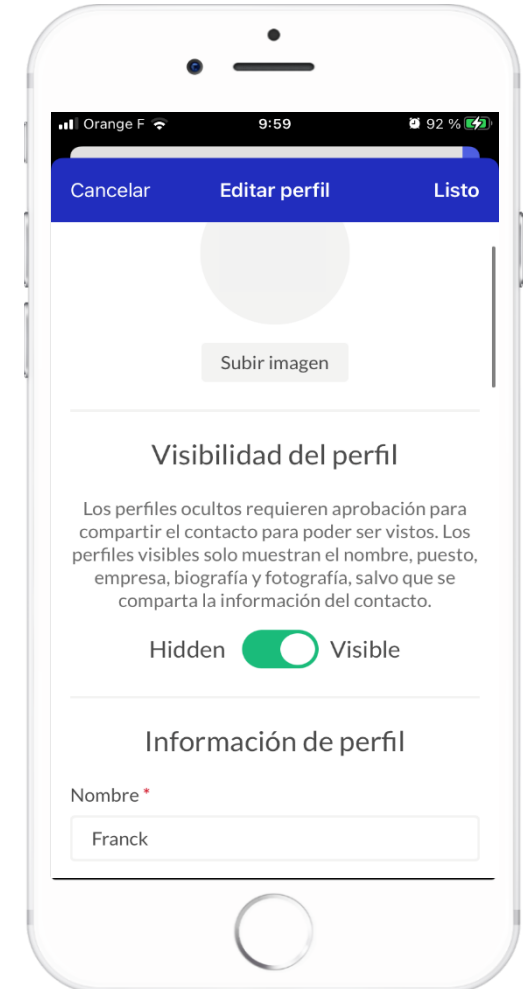 Orange F 9:59 92 %
Cancelar Editar perfil Listo
Subir imagen
Visibilidad del perfil
Los perfiles ocultos requieren aprobación para
compartir el contacto para poder ser vistos. Los
perfiles visibles solo muestran el nombre, puesto,
empresa, biografía y fotografía, salvo que se
comparta la información del contacto.
Hidden Visible
Información de perfil
Nombre *
Franck